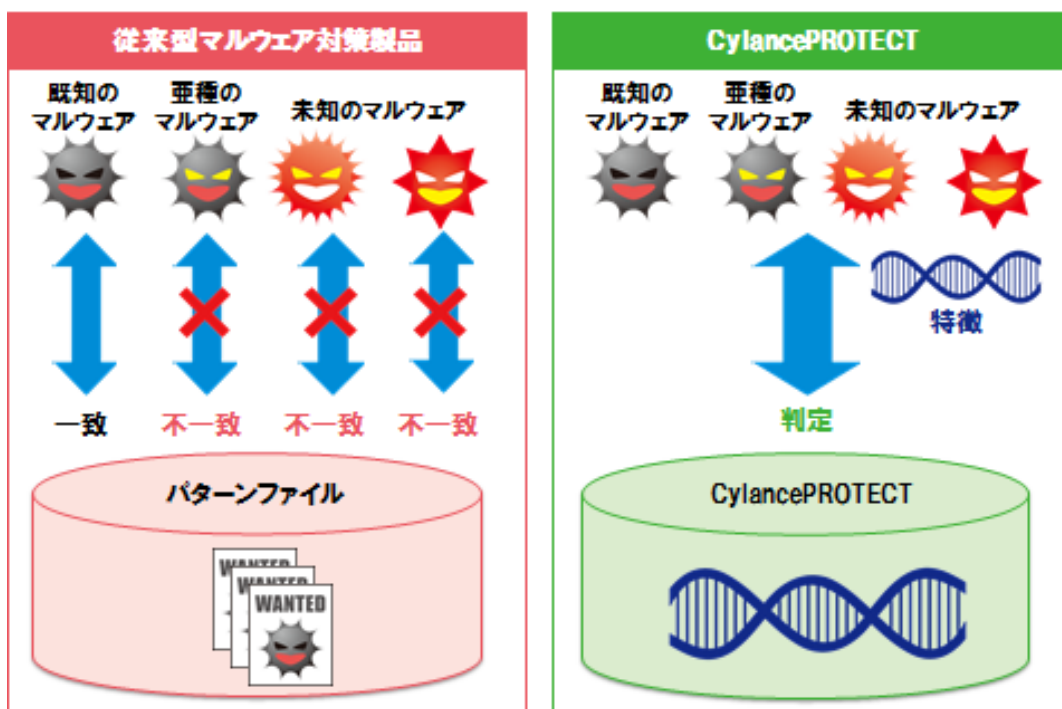 従来型マルウェア対策製品
既知の
マルウェア
亜種の
マルウェア
未知のマルウェア
一致
不一致
不一致
不一致
パターンファイル
WANTED
WANTED
WANTED
CylancePROTECT
既知の
マルウェア
亜種の
マルウェア
未知のマルウェア
特徴
判定
CylancePROTECT